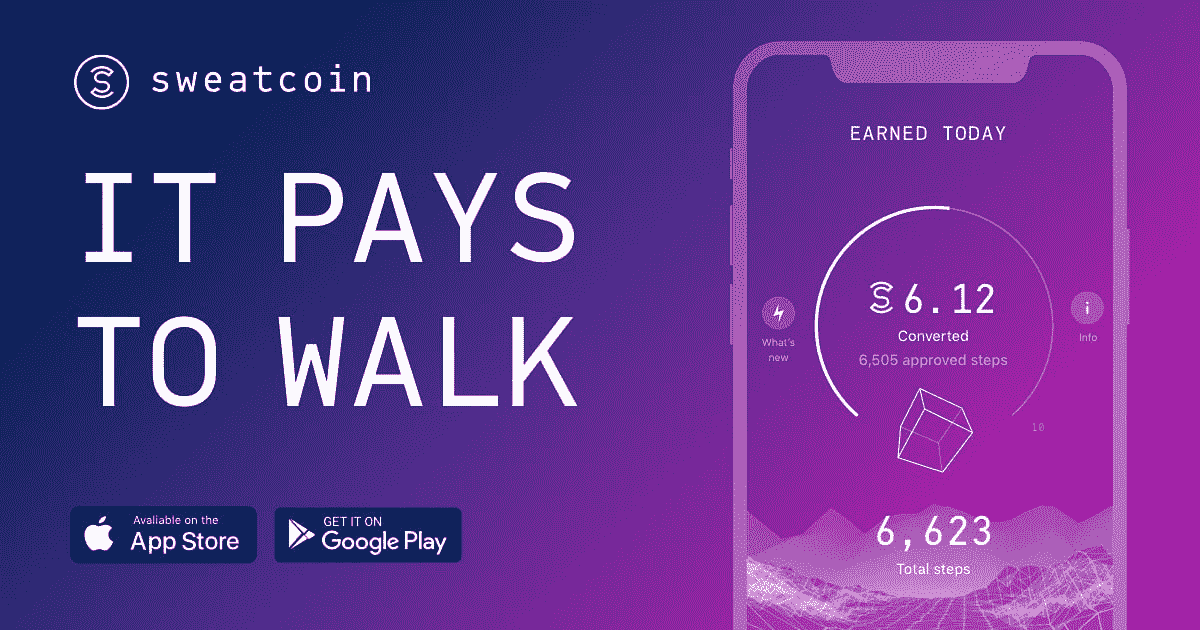 sweatcoin
IT PAYS
TO WALK
Avaliable on the
App Store
GET IT ON
Google Play
EARNED TODAY
6.12
Converted
6,505 approved steps
What's
new
Info
10
6,623
Total steps